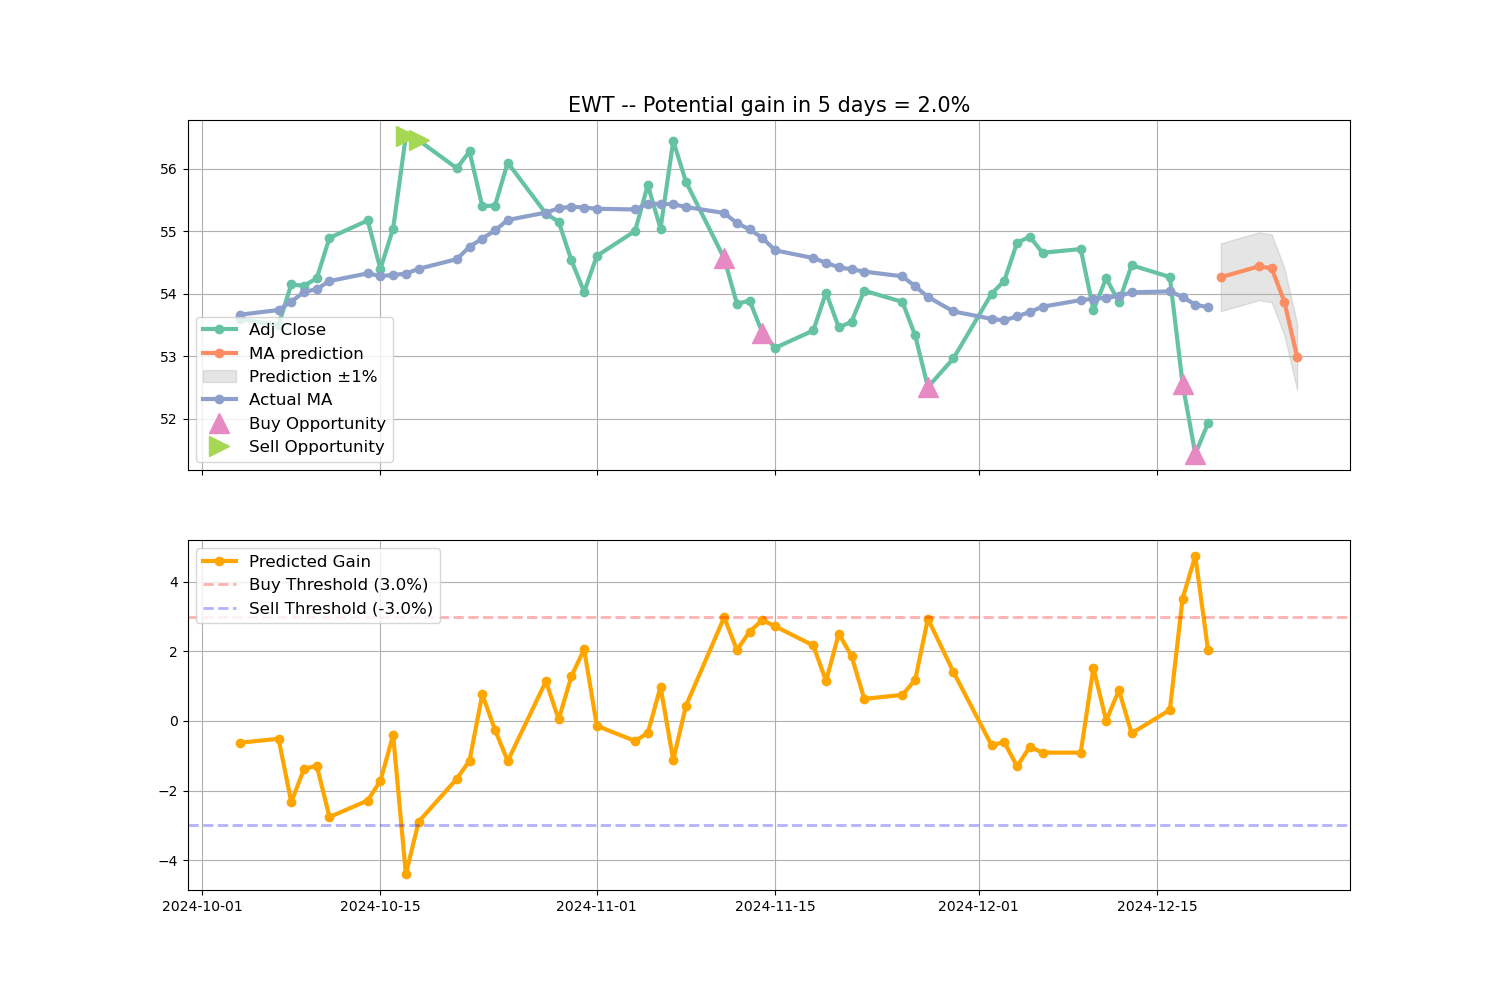 EWT -- Potential gain in 5 days = 2.0%
56
55
54
53
52
Adj Close
MA prediction
Prediction ±1%
Actual MA
Buy Opportunity
Sell Opportunity
4
2
0
−2
−4
Predicted Gain
Buy Threshold (3.0%)
Sell Threshold (-3.0%)
2024-10-01 2024-10-15 2024-11-01 2024-11-15 2024-12-01 2024-12-15